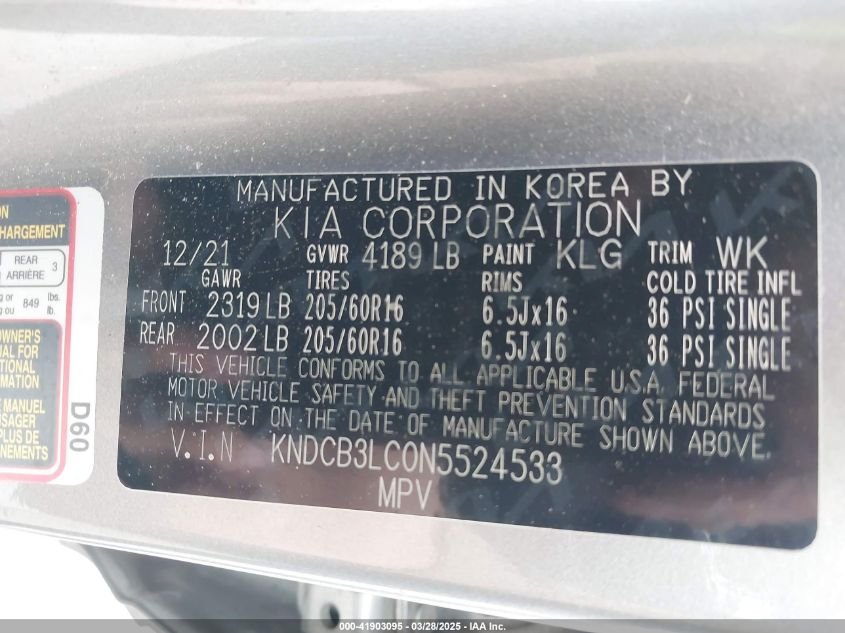 MANUFACTURED IN KOREA BY
KIA CORPORATION
12/21 GVWR 4189 LB PAINT KLG TRIM WK
GAWR TIRES RIMS COLD TIRE INFL
FRONT 2319 LB 205/60R16 6.5Jx16 36 PSI SINGLE
REAR 2002 LB 205/60R16 6.5Jx16 36 PSI SINGLE
THIS VEHICLE CONFORMS TO ALL APPLICABLE U.S.A. FEDERAL
MOTOR VEHICLE SAFETY AND THEFT PREVENTION STANDARDS
IN EFFECT ON THE DATE OF MANUFACTURE SHOWN ABOVE.
V.I.N KNDCB3LC0N5524533
MPV
REAR 3
ARRIÈRE
849 lbs.
ou lb.
OWNER'S
FOR
MANUEL
PLUS DE
D60
000-41903095 - 03/28/2025 - IAA Inc.